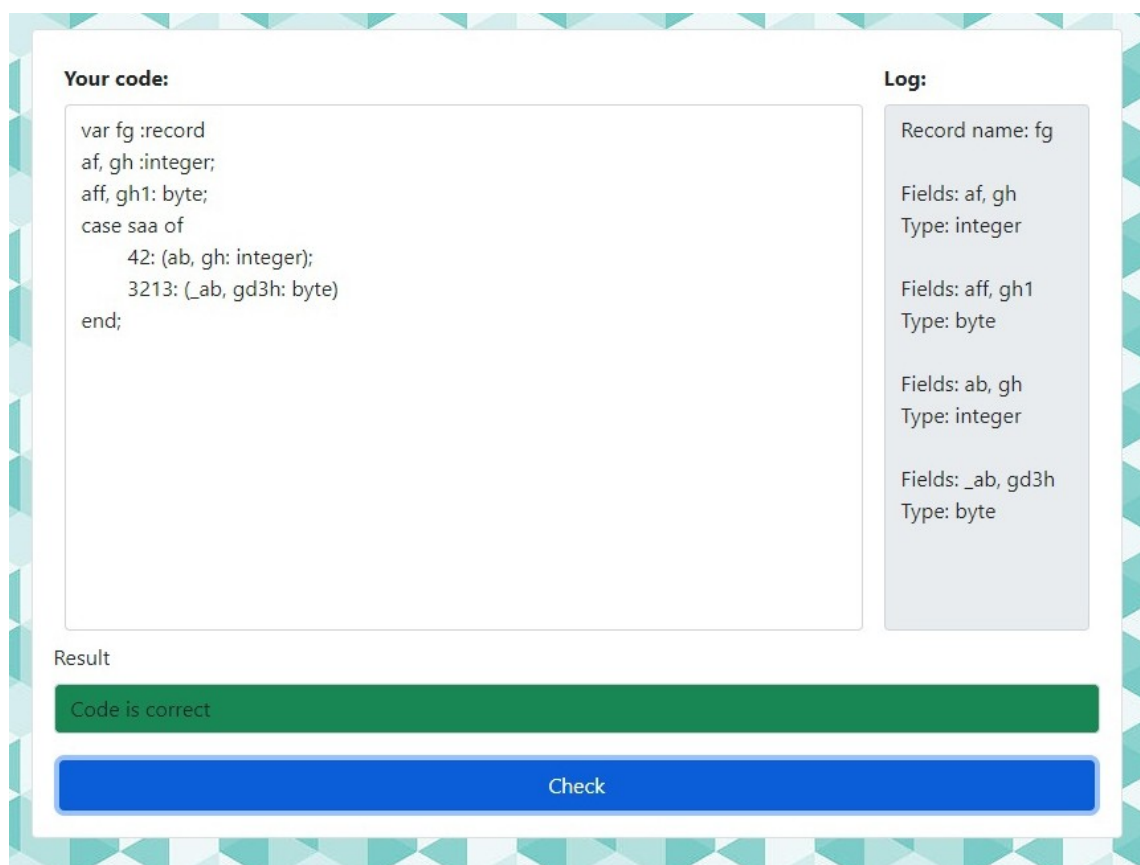 Your code:
var fg :record
af, gh :integer;
aff, gh1: byte;
case saa of
42: (ab, gh: integer);
3213: (_ab, gd3h: byte)
end;
Log:
Record name: fg
Fields: af, gh
Type: integer
Fields: aff, gh1
Type: byte
Fields: ab, gh
Type: integer
Fields: _ab, gd3h
Type: byte
Result
Code is correct
Check